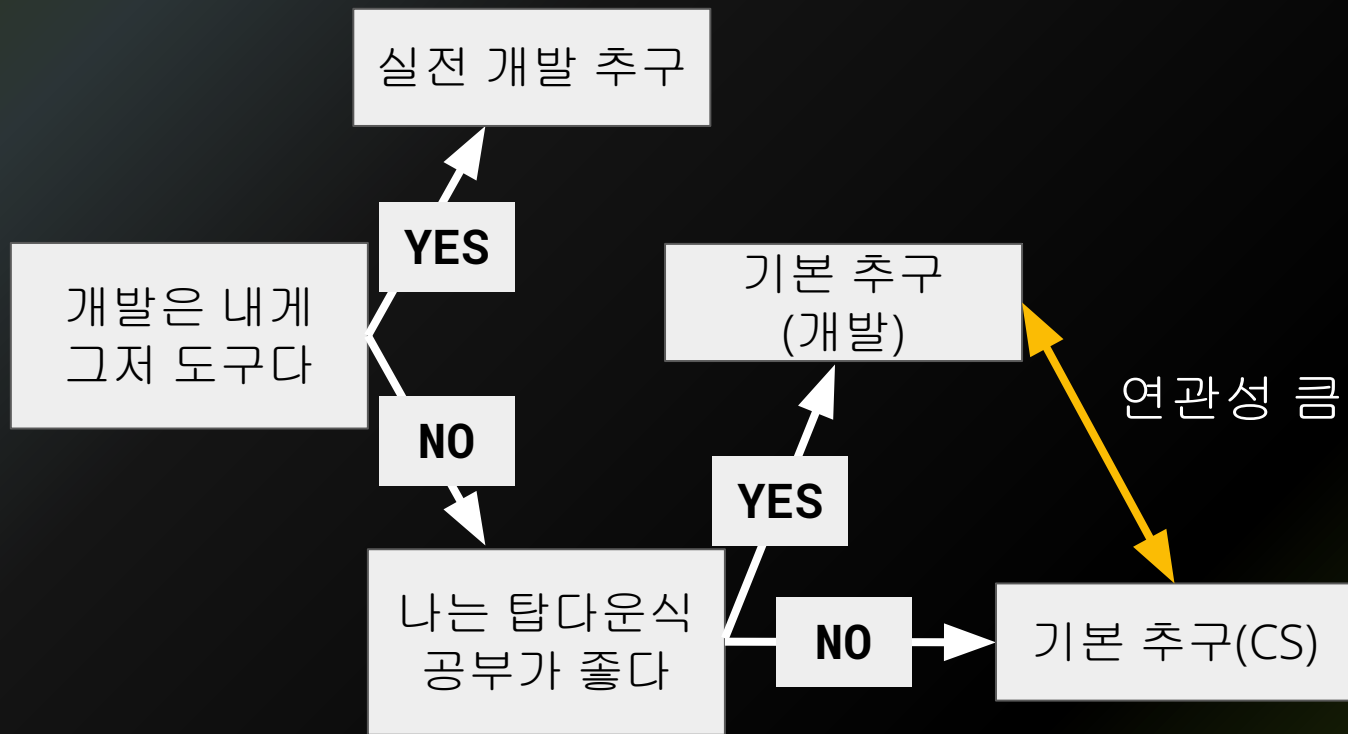 실전 개발 추구
YES
개발은 내게
그저 도구다
NO
기본 추구
(개발)
연관성 큼
YES
나는 탑다운식
공부가 좋다
NO
기본 추구(CS)